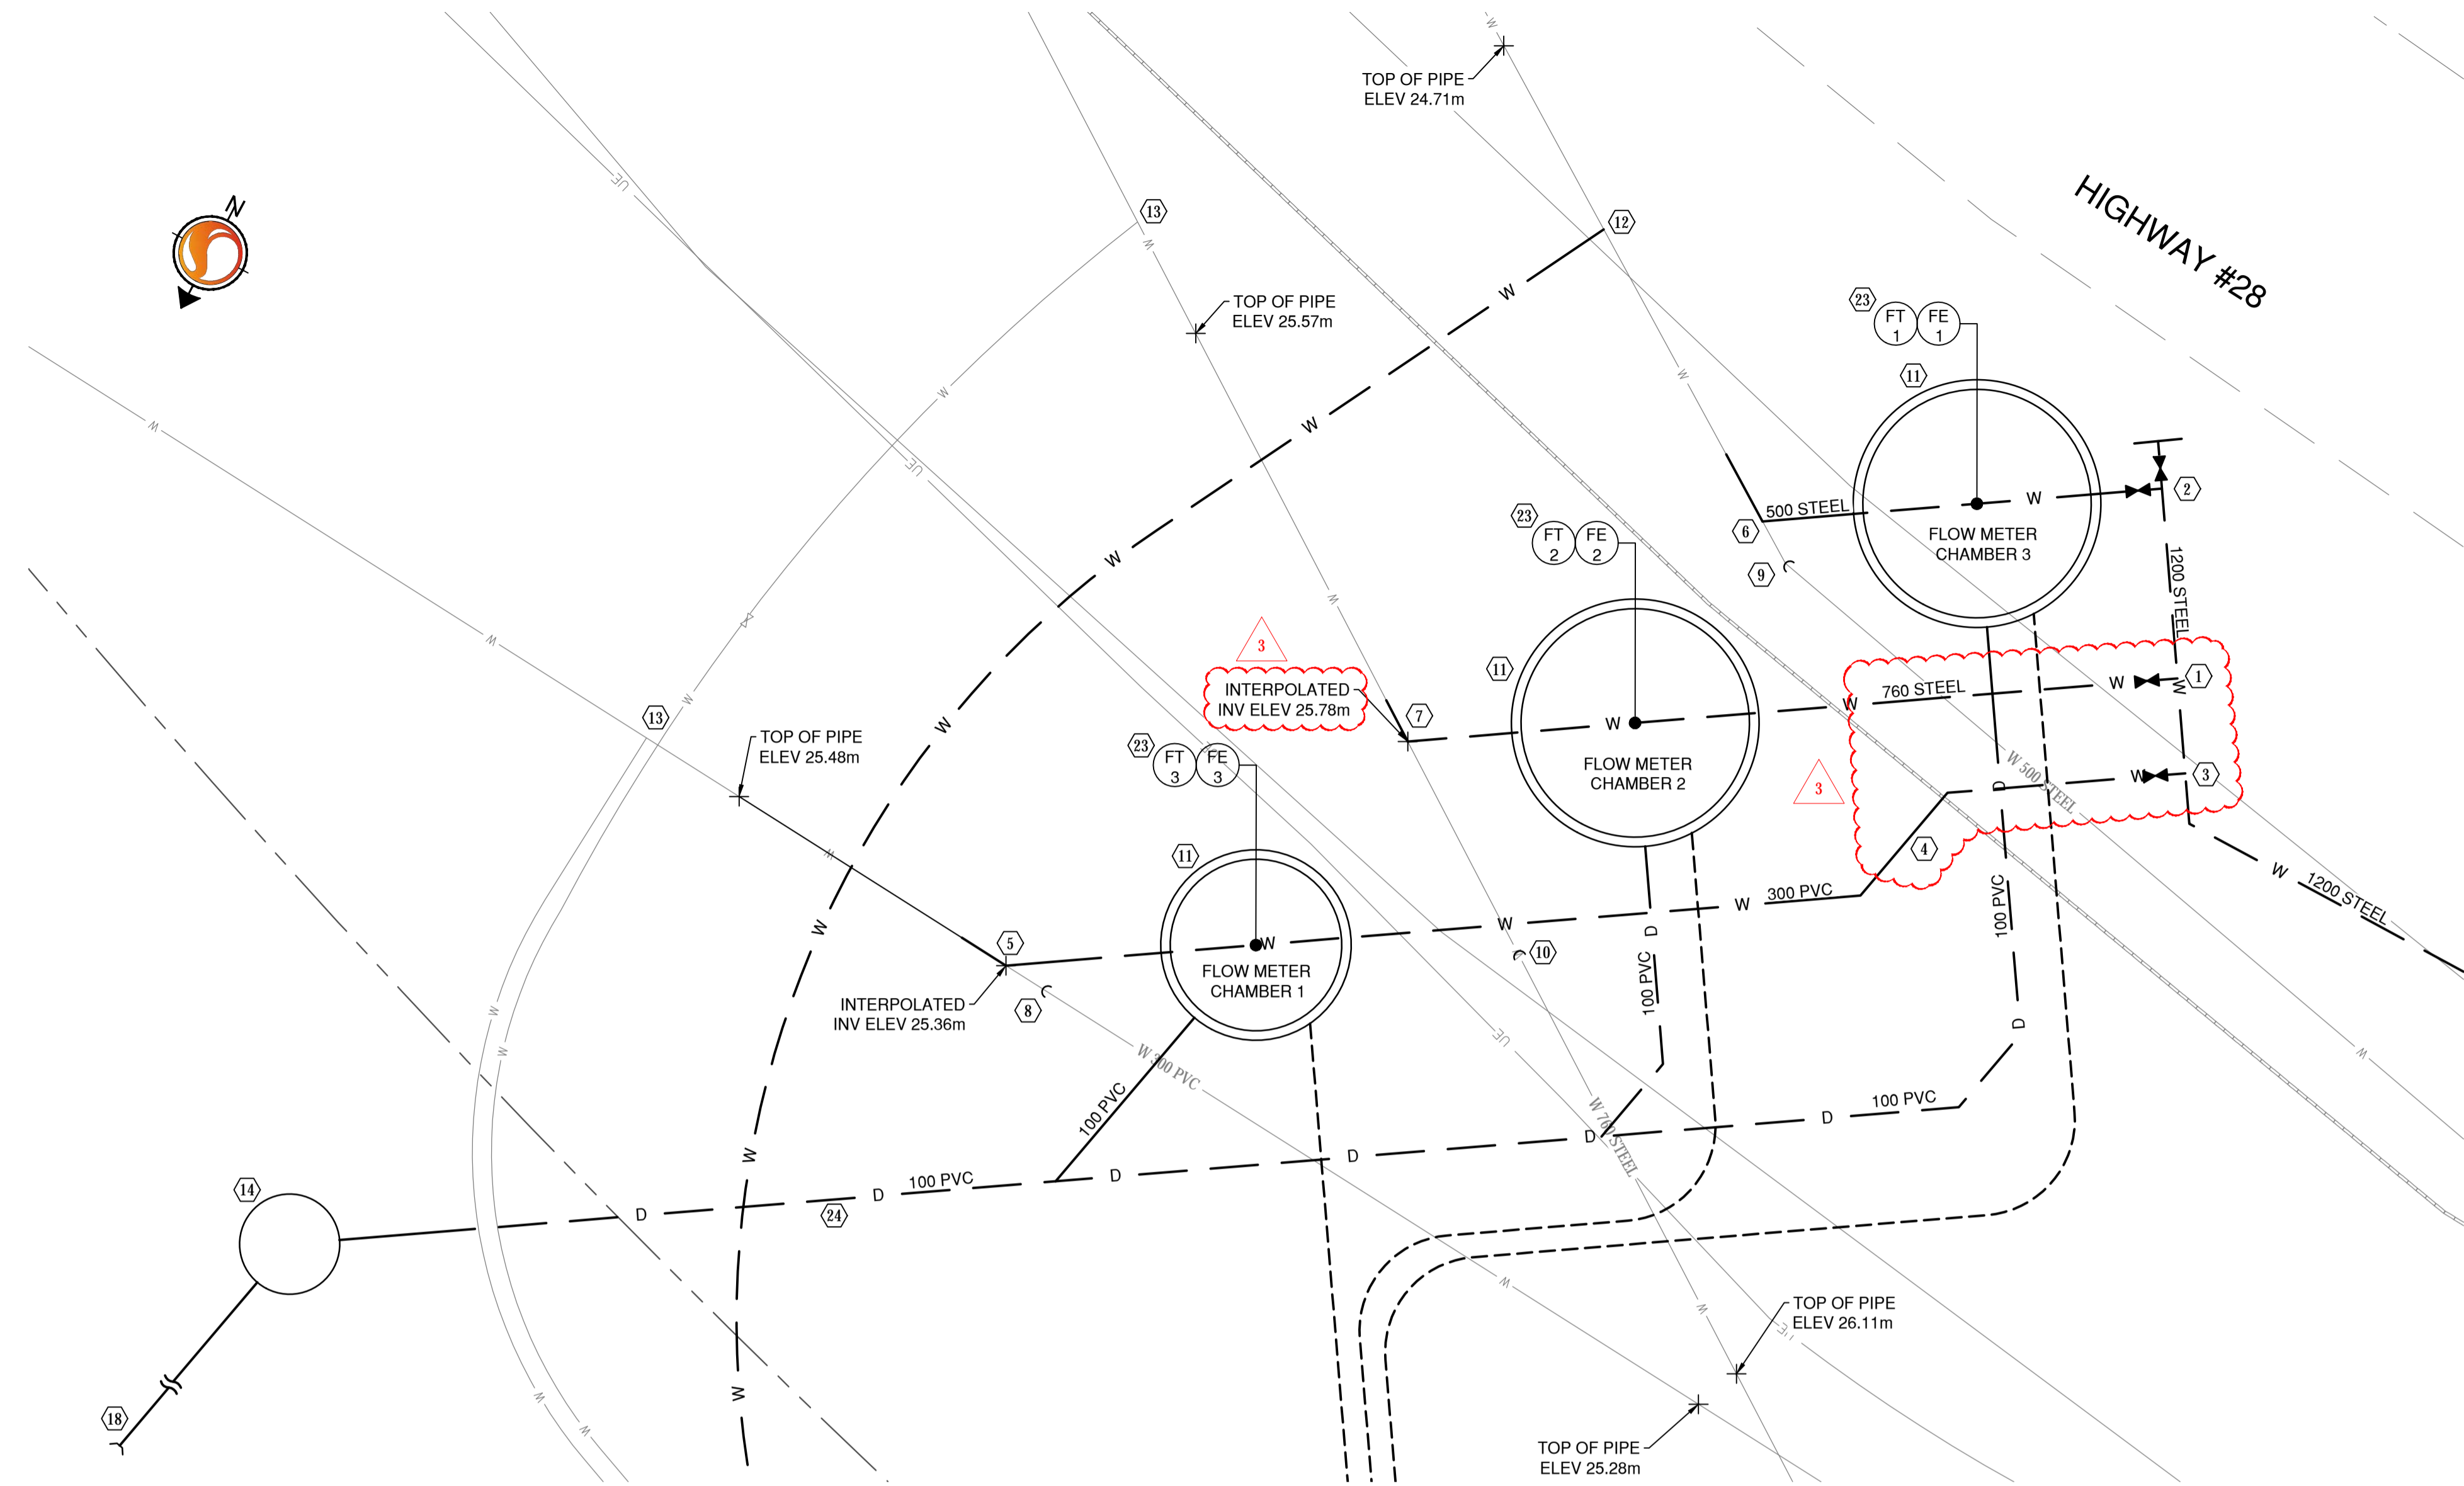 TOP OF PIPE
ELEV 24.71m
HIGHWAY #28
N
UE
13
12
W
TOP OF PIPE
ELEV 25.57m
W
W
23
FT
1
FE
1
11
W
W
W
W
UE
W
2
500 STEEL
6
FLOW METER
CHAMBER 3
23
FT
2
FE
2
W
9
1200 STEEL
W
3
W
11
INTERPOLATED
INV ELEV 25.78m
7
760 STEEL
W
1
W
W
W
13
W
W
TOP OF PIPE
ELEV 25.48m
23
FT
3
FE
3
FLOW METER
CHAMBER 2
3
W 500 STEEL
D
W
3
11
W
4
W
300 PVC
W
W
1200 STEEL
W
5
W
10
D
100 PVC
100 PVC
FLOW METER
CHAMBER 1
INTERPOLATED
INV ELEV 25.36m
8
W
W
UE
D
W
W 300 PVC
100 PVC
W 760 STEEL
100 PVC
D
D
W
D
D
100 PVC
D
14
24
D
W
W
TOP OF PIPE
ELEV 26.11m
UE
W
W
W
18
TOP OF PIPE
ELEV 25.28m